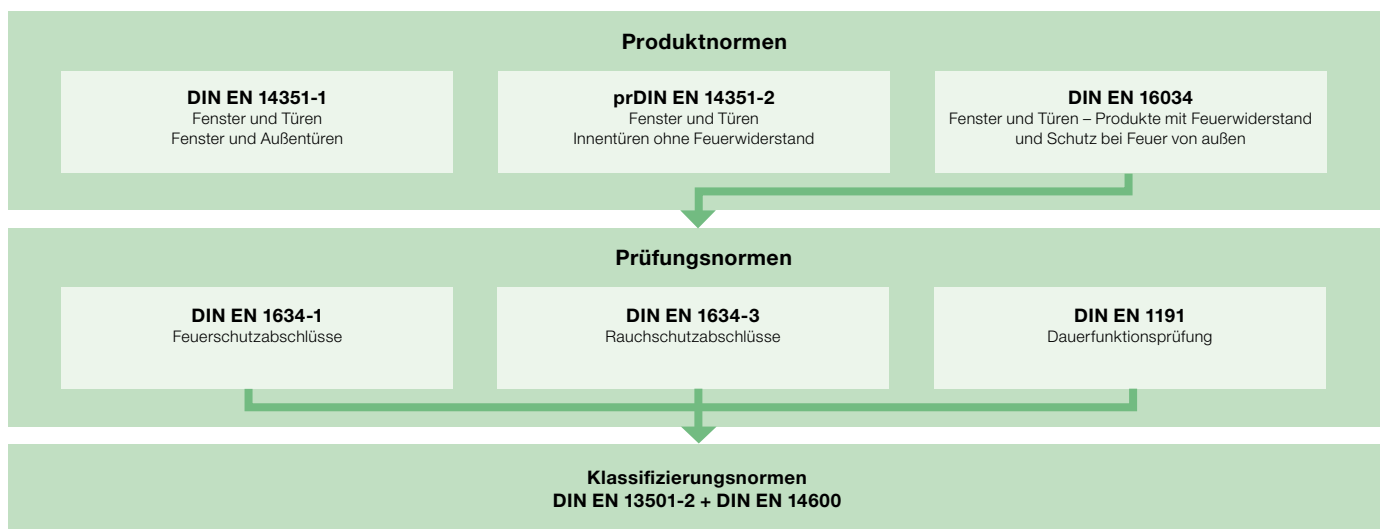 Produktnormen
DIN EN 14351-1
Fenster und Türen
Fenster und Außentüren
prDIN EN 14351-2
Fenster und Türen
Innentüren ohne Feuerwiderstand
DIN EN 16034
Fenster und Türen – Produkte mit Feuerwiderstand
und Schutz bei Feuer von außen
Prüfungsnormen
DIN EN 1634-1
Feuerschutzabschlüsse
DIN EN 1634-3
Rauchschutzabschlüsse
DIN EN 1191
Dauerfunktionsprüfung
Klassifizierungsnormen
DIN EN 13501-2 + DIN EN 14600